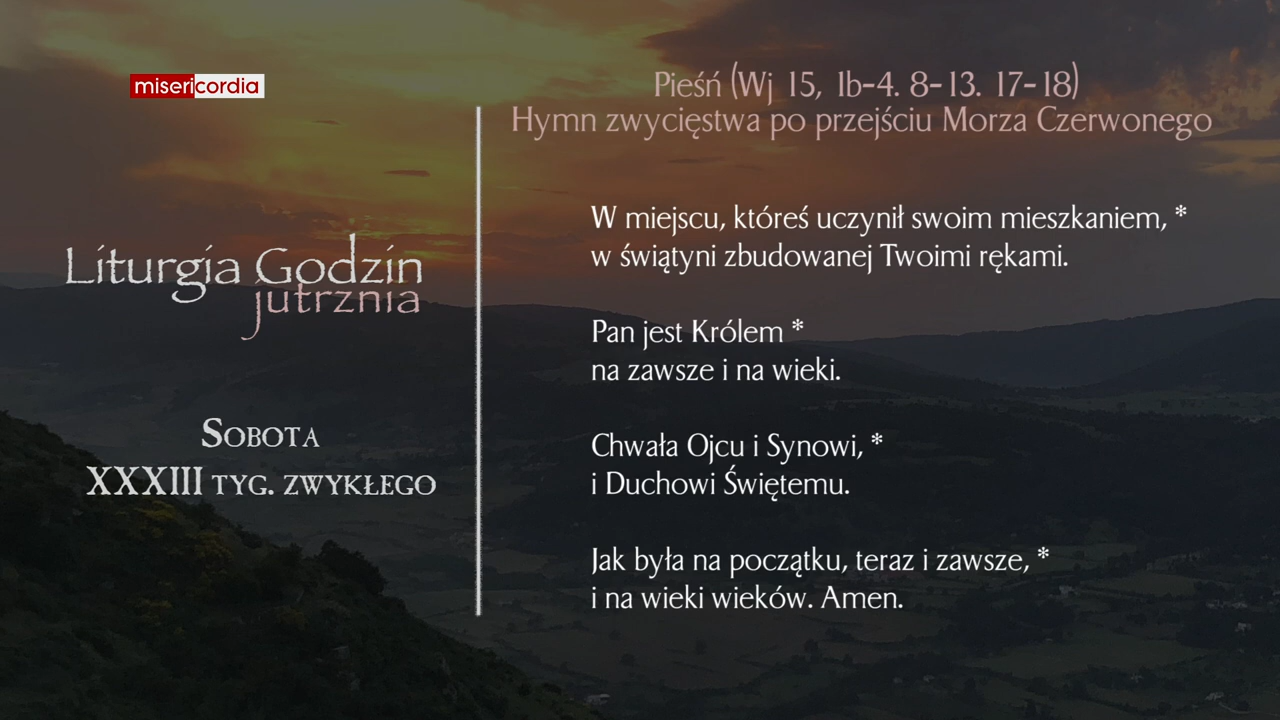 misericordia
Liturgia Godzin
jutrznia
Sobota
XXXIII tyg. zwykłego
Pieśń (Wj 15, 1b-4. 8-13. 17-18)
Hymn zwycięstwa po przejściu Morza Czerwonego
W miejscu, któreś uczynił swoim mieszkaniem, *
w świątyni zbudowanej Twoimi rękami.
Pan jest Królem *
na zawsze i na wieki.
Chwała Ojcu i Synowi, *
i Duchowi Świętemu.
Jak była na początku, teraz i zawsze, *
i na wieki wieków. Amen.